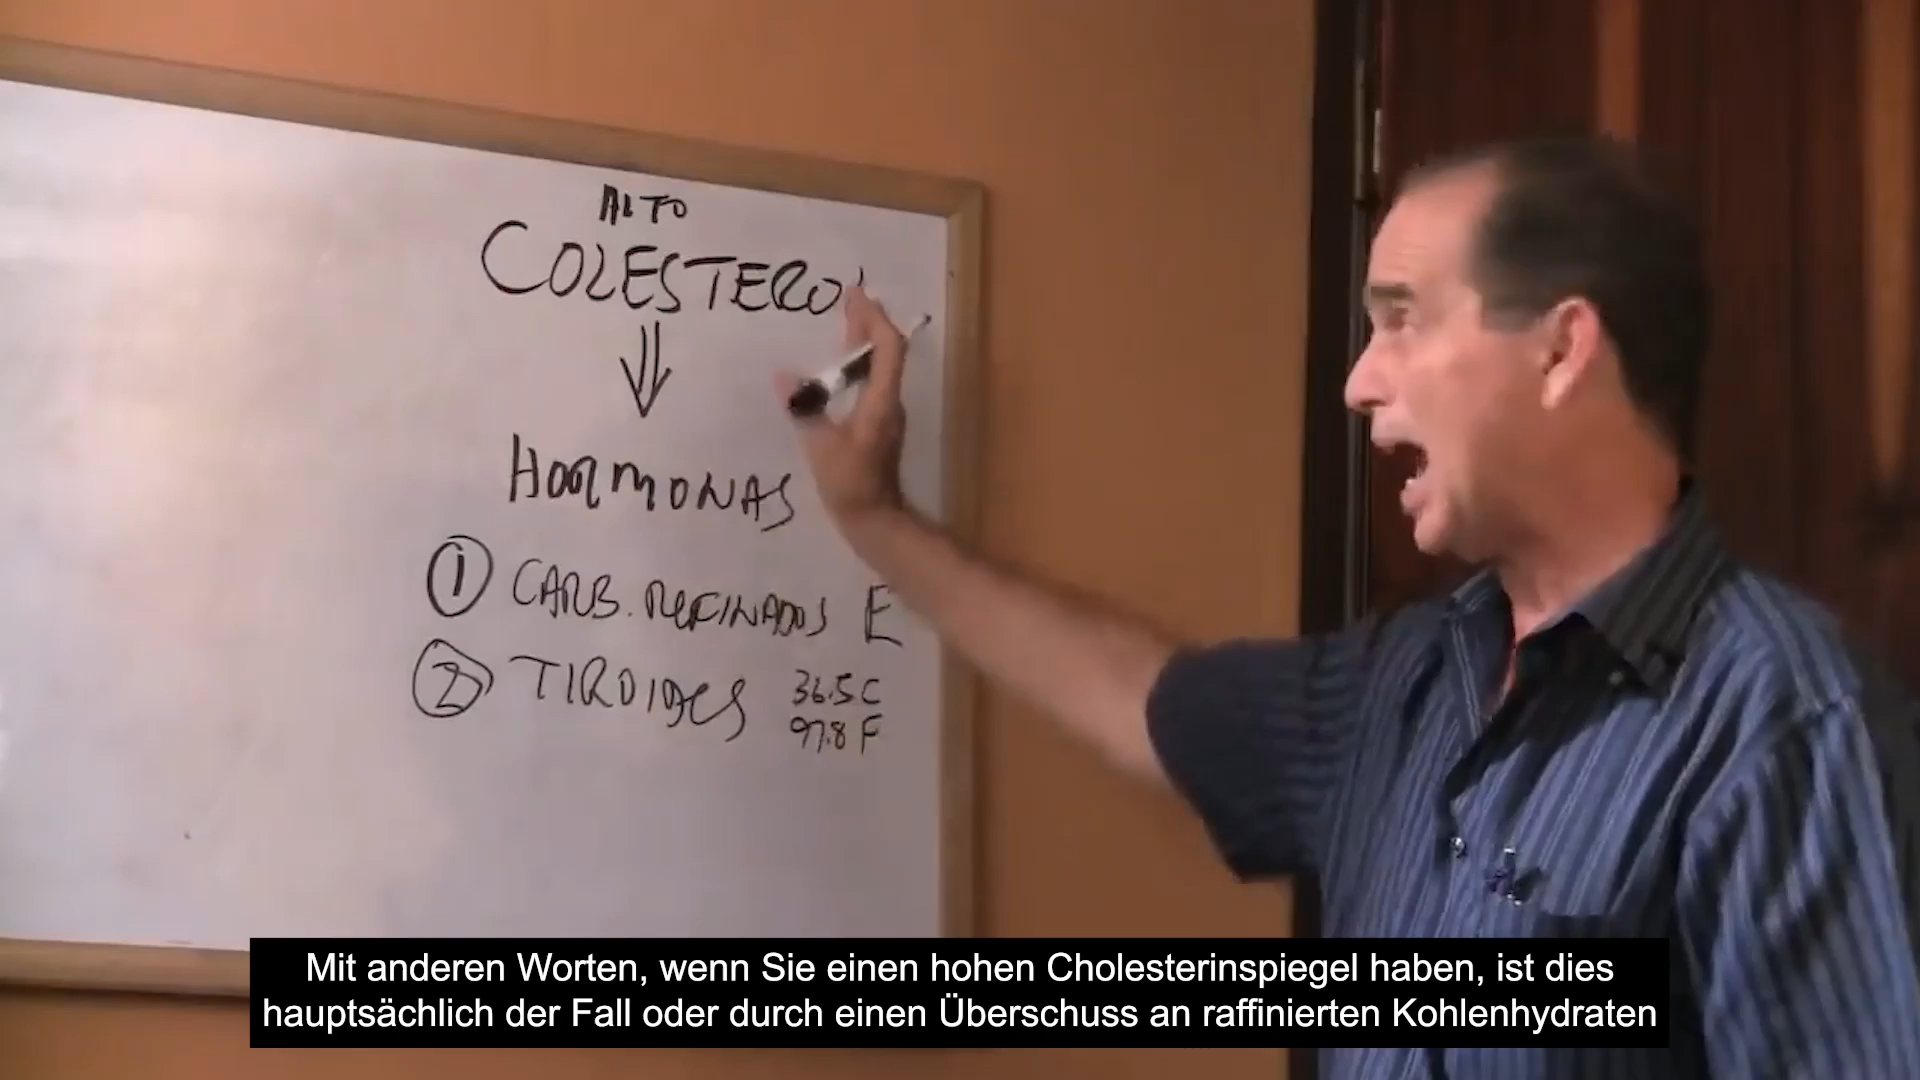 ALTO
COLESTEROL
HORMONAS
1 CARB. REFINADOS E
2 TIROIDES 36.5 C
97.8 F
Mit anderen Worten, wenn Sie einen hohen Cholesterinspiegel haben, ist dies
hauptsächlich der Fall oder durch einen Überschuss an raffinierten Kohlenhydraten